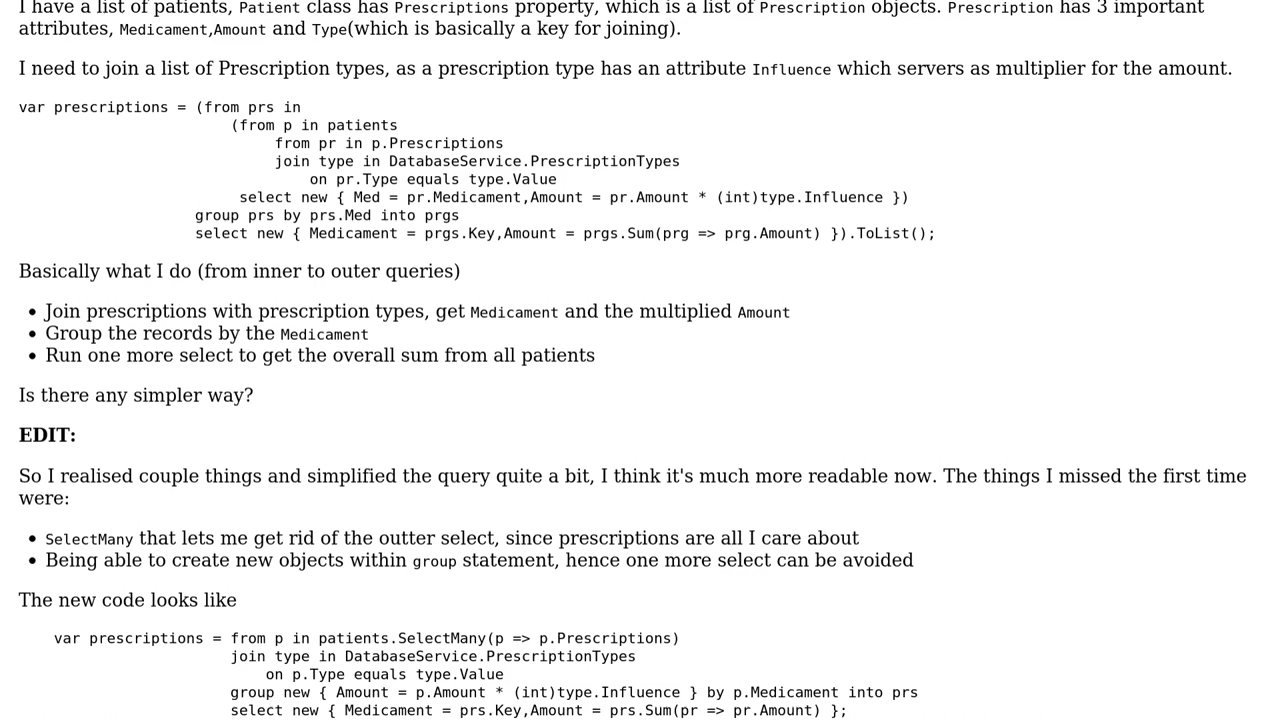 I have a list of patients, Patient class has Prescriptions property, which is a list of Prescription objects. Prescription has 3 important
attributes, Medicament,Amount and Type(which is basically a key for joining).
I need to join a list of Prescription types, as a prescription type has an attribute Influence which servers as multiplier for the amount.
var prescriptions = (from prs in
(from p in patients
from pr in p.Prescriptions
join type in DatabaseService.PrescriptionTypes
on pr.Type equals type.Value
select new { Med = pr.Medicament,Amount = pr.Amount * (int)type.Influence })
group prs by prs.Med into prgs
select new { Medicament = prgs.Key,Amount = prgs.Sum(prg => prg.Amount) }).ToList();
Basically what I do (from inner to outer queries)
• Join prescriptions with prescription types, get Medicament and the multiplied Amount
• Group the records by the Medicament
• Run one more select to get the overall sum from all patients
Is there any simpler way?
EDIT:
So I realised couple things and simplified the query quite a bit, I think it's much more readable now. The things I missed the first time
were:
• SelectMany that lets me get rid of the outter select, since prescriptions are all I care about
• Being able to create new objects within group statement, hence one more select can be avoided
The new code looks like
var prescriptions = from p in patients.SelectMany(p => p.Prescriptions)
join type in DatabaseService.PrescriptionTypes
on p.Type equals type.Value
group new { Amount = p.Amount * (int)type.Influence } by p.Medicament into prs
select new { Medicament = prs.Key,Amount = prs.Sum(pr => pr.Amount) };